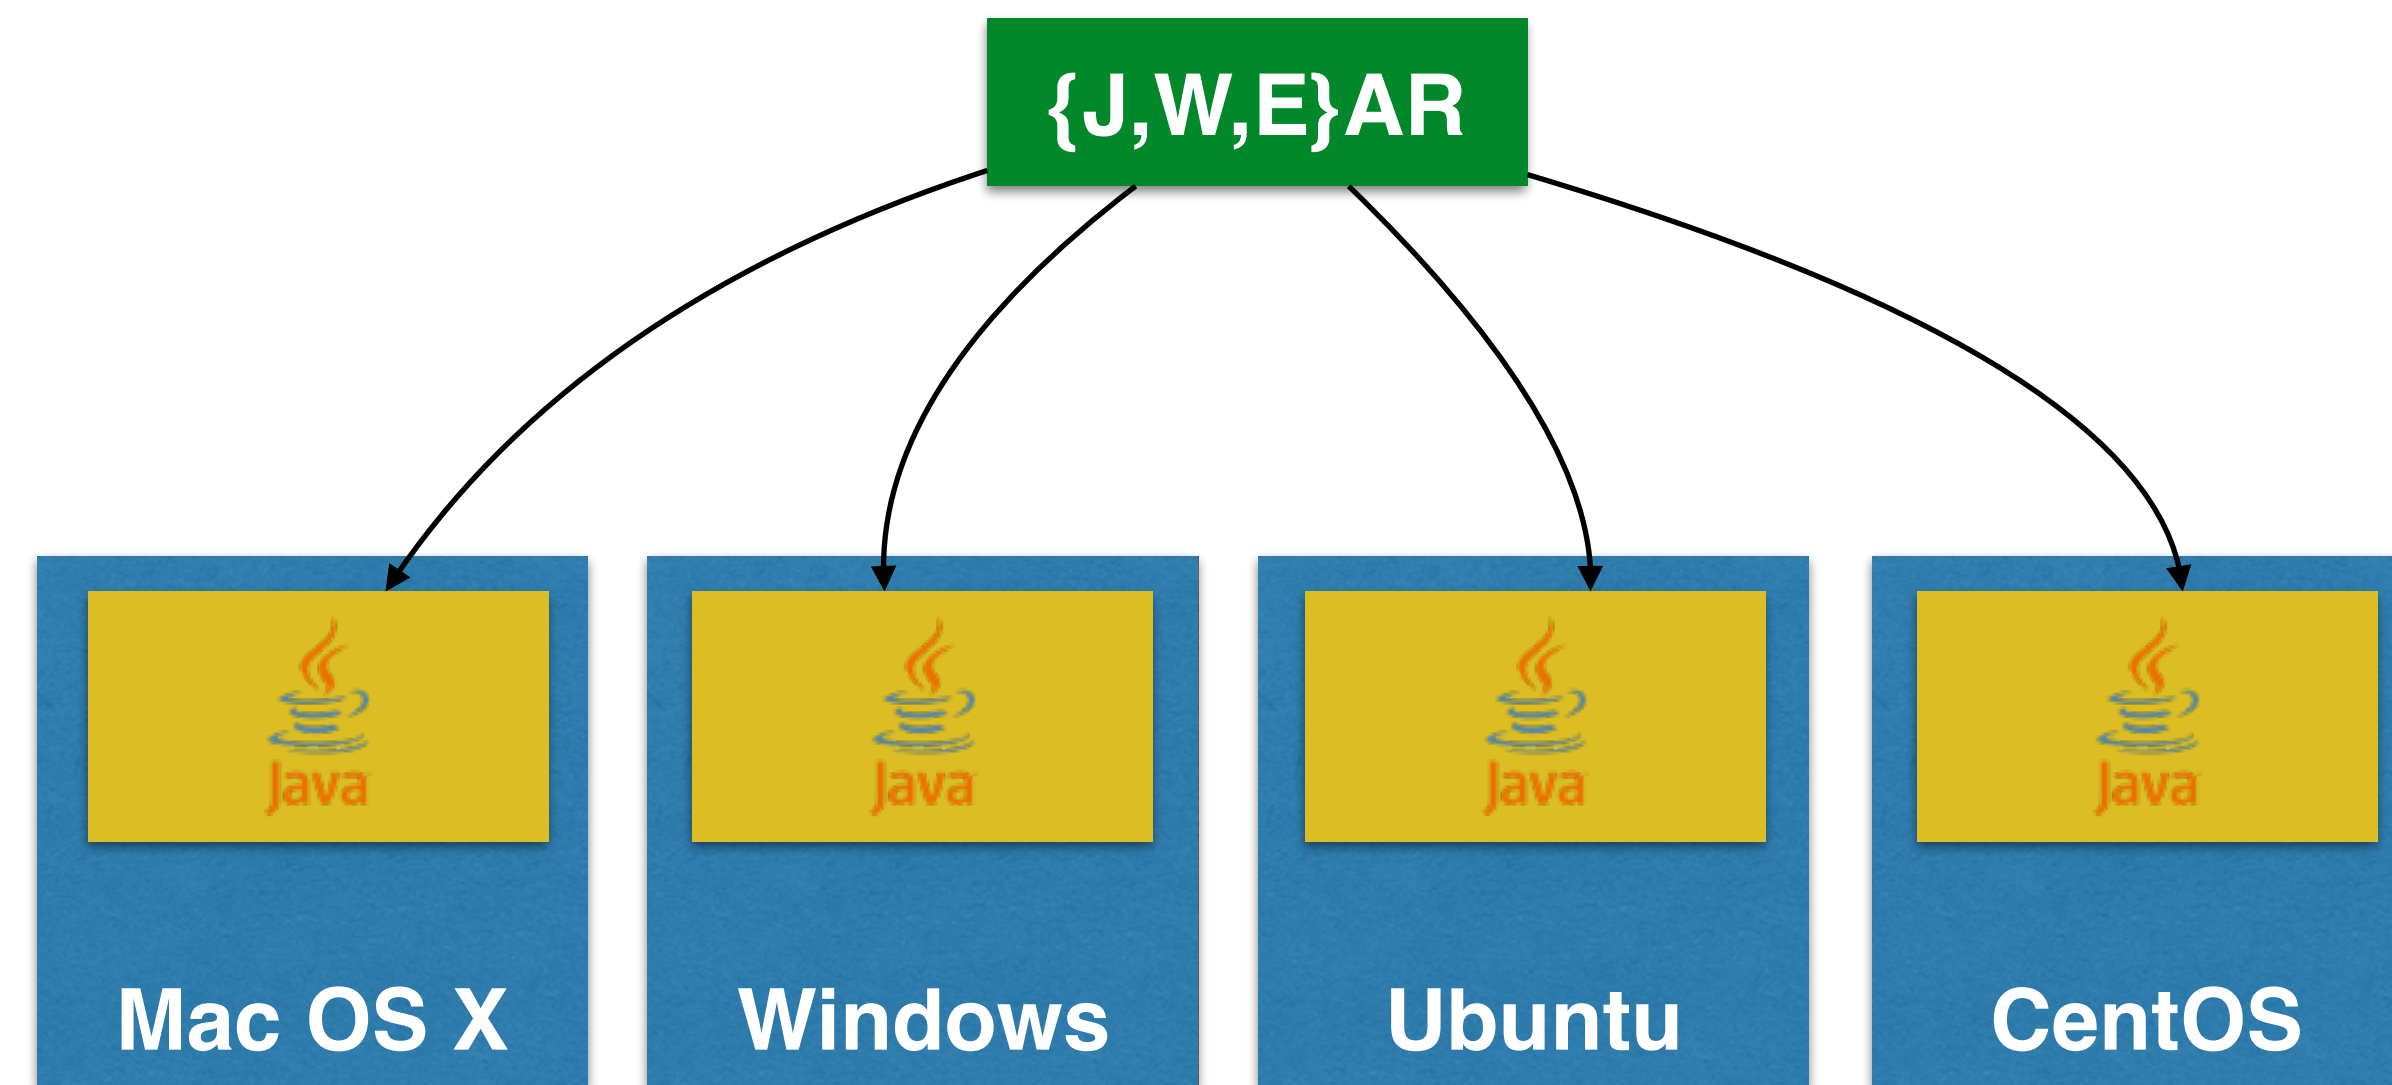 {J,W,E}AR
Java
Java
Java
Java
Mac OS X
Windows
Ubuntu
CentOS